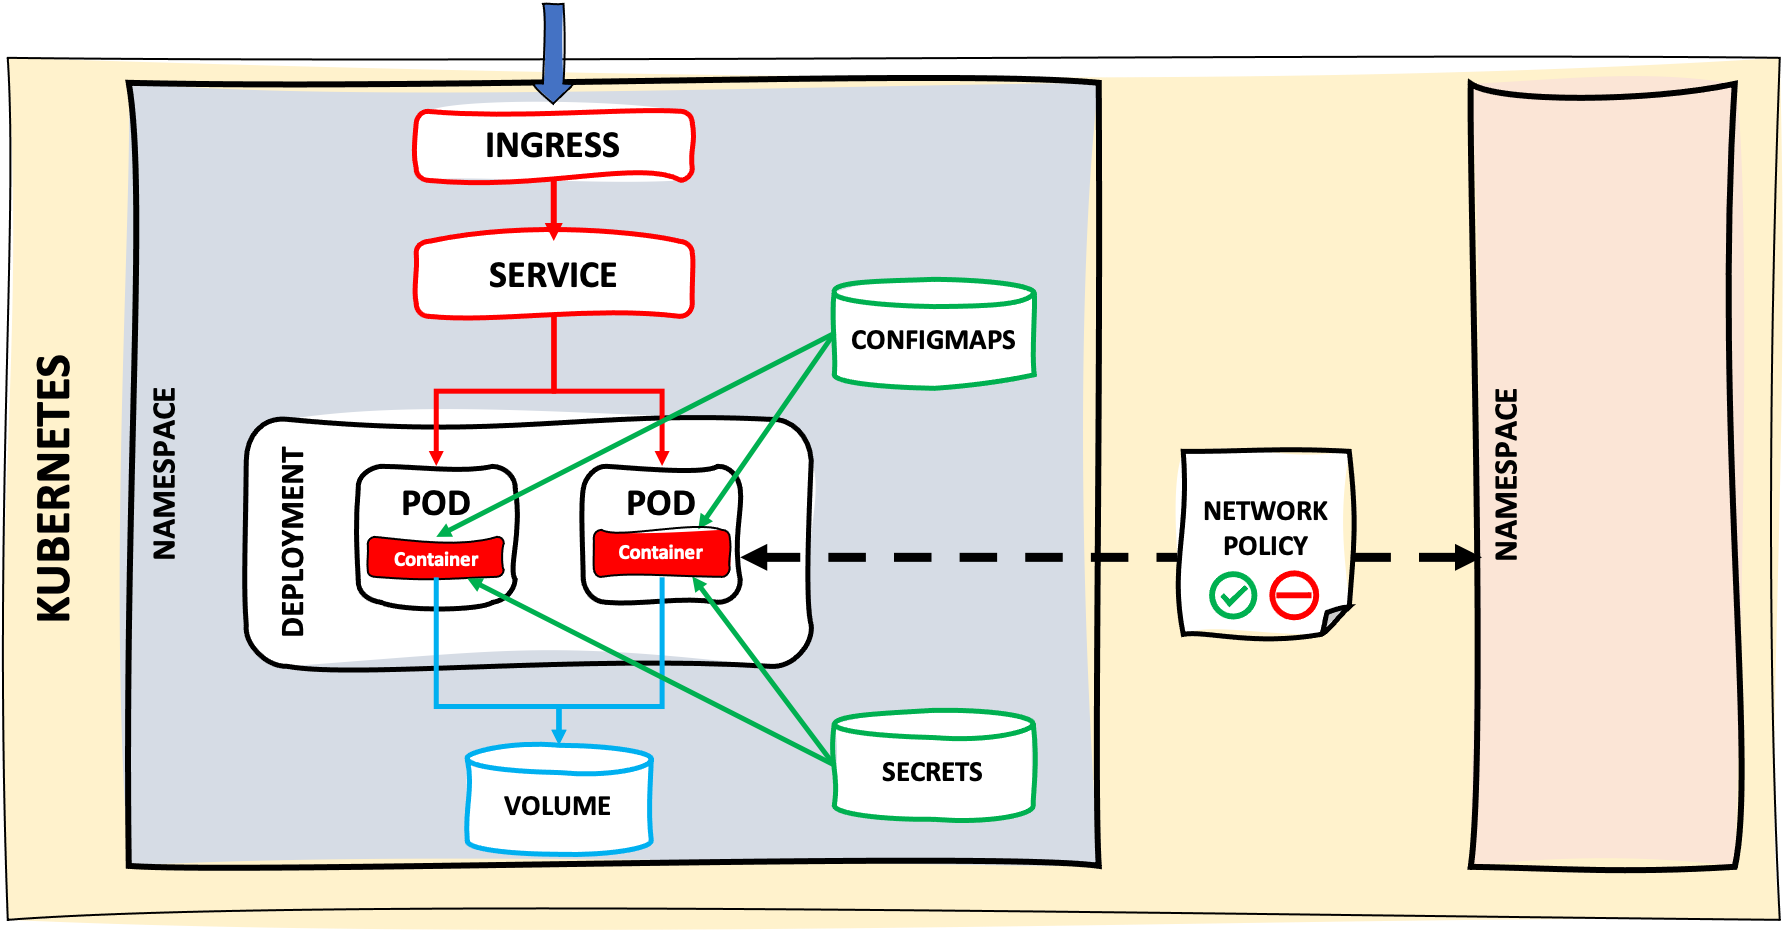 KUBERNETES
NAMESPACE
INGRESS
SERVICE
CONFIGMAPS
DEPLOYMENT
POD
Container
POD
Container
VOLUME
SECRETS
NETWORK
POLICY
NAMESPACE